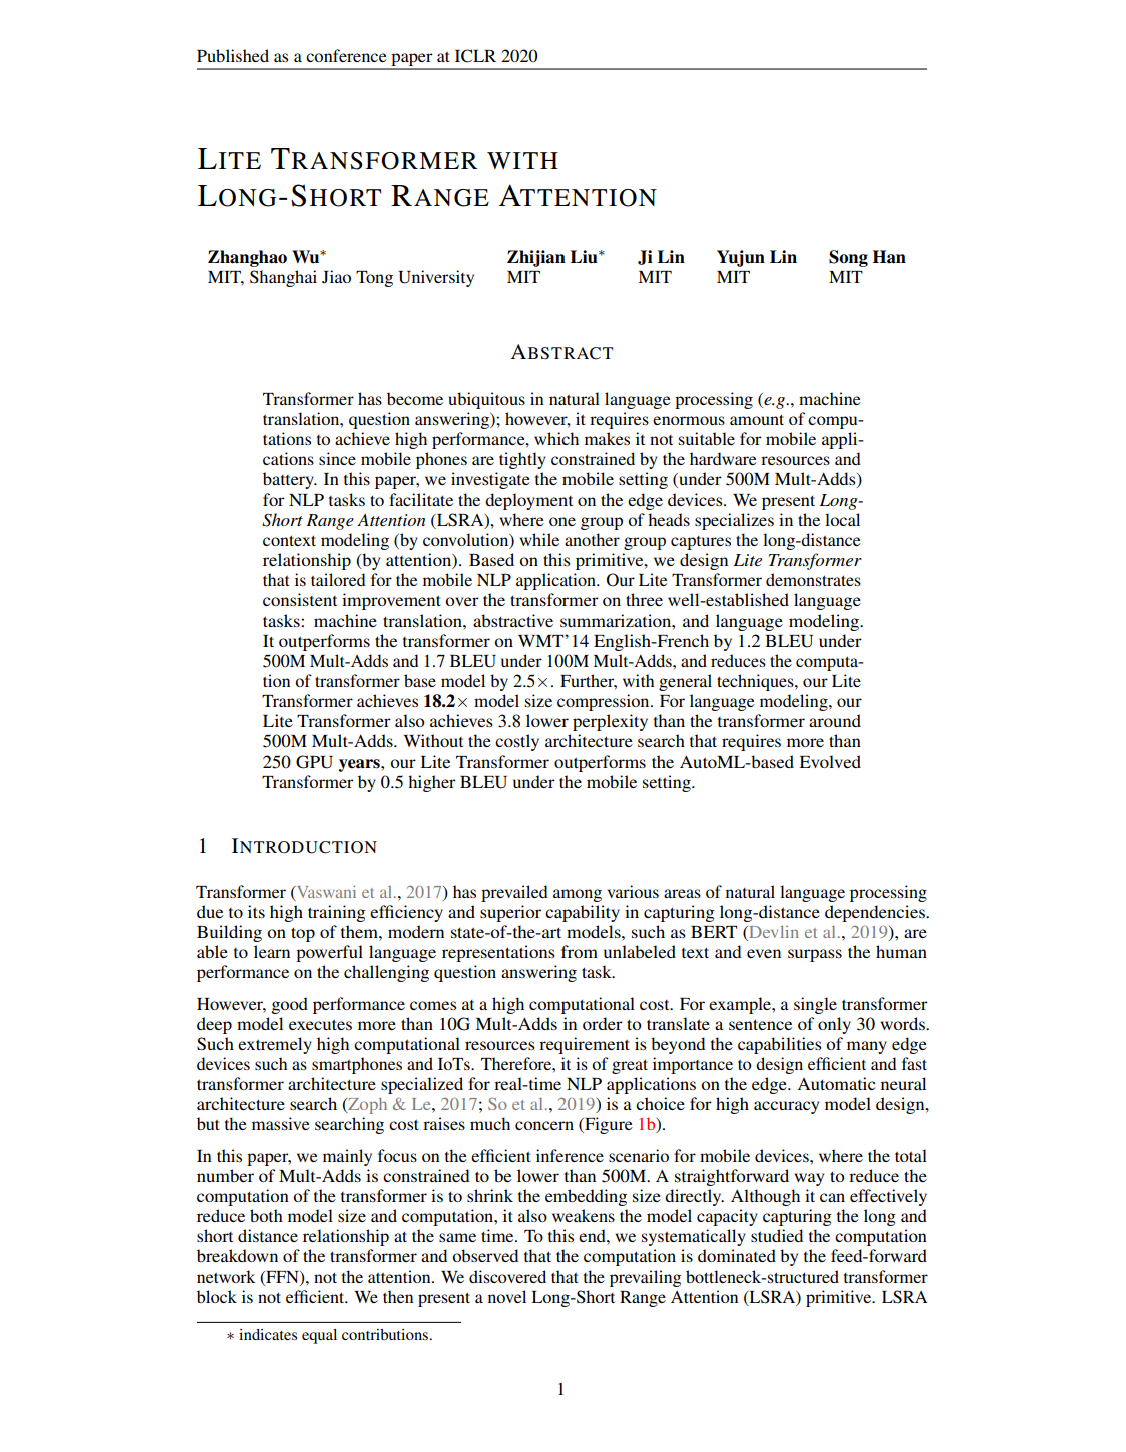 Published as a conference paper at ICLR 2020
LITE TRANSFORMER WITH
LONG-SHORT RANGE ATTENTION
Zhanghao Wu∗ Zhijian Liu∗ Ji Lin Yujun Lin Song Han
MIT, Shanghai Jiao Tong University MIT MIT MIT MIT
ABSTRACT
Transformer has become ubiquitous in natural language processing (e.g., machine
translation, question answering); however, it requires enormous amount of compu-
tations to achieve high performance, which makes it not suitable for mobile appli-
cations since mobile phones are tightly constrained by the hardware resources and
battery. In this paper, we investigate the mobile setting (under 500M Mult-Adds)
for NLP tasks to facilitate the deployment on the edge devices. We present Long-
Short Range Attention (LSRA), where one group of heads specializes in the local
context modeling (by convolution) while another group captures the long-distance
relationship (by attention). Based on this primitive, we design Lite Transformer
that is tailored for the mobile NLP application. Our Lite Transformer demonstrates
consistent improvement over the transformer on three well-established language
tasks: machine translation, abstractive summarization, and language modeling.
It outperforms the transformer on WMT'14 English-French by 1.2 BLEU under
500M Mult-Adds and 1.7 BLEU under 100M Mult-Adds, and reduces the computa-
tion of transformer base model by 2.5×. Further, with general techniques, our Lite
Transformer achieves 18.2× model size compression. For language modeling, our
Lite Transformer also achieves 3.8 lower perplexity than the transformer around
500M Mult-Adds. Without the costly architecture search that requires more than
250 GPU years, our Lite Transformer outperforms the AutoML-based Evolved
Transformer by 0.5 higher BLEU under the mobile setting.
1 INTRODUCTION
Transformer (Vaswani et al., 2017) has prevailed among various areas of natural language processing
due to its high training efficiency and superior capability in capturing long-distance dependencies.
Building on top of them, modern state-of-the-art models, such as BERT (Devlin et al., 2019), are
able to learn powerful language representations from unlabeled text and even surpass the human
performance on the challenging question answering task.
However, good performance comes at a high computational cost. For example, a single transformer
deep model executes more than 10G Mult-Adds in order to translate a sentence of only 30 words.
Such extremely high computational resources requirement is beyond the capabilities of many edge
devices such as smartphones and IoTs. Therefore, it is of great importance to design efficient and fast
transformer architecture specialized for real-time NLP applications on the edge. Automatic neural
architecture search (Zoph & Le, 2017; So et al., 2019) is a choice for high accuracy model design,
but the massive searching cost raises much concern (Figure 1b).
In this paper, we mainly focus on the efficient inference scenario for mobile devices, where the total
number of Mult-Adds is constrained to be lower than 500M. A straightforward way to reduce the
computation of the transformer is to shrink the embedding size directly. Although it can effectively
reduce both model size and computation, it also weakens the model capacity capturing the long and
short distance relationship at the same time. To this end, we systematically studied the computation
breakdown of the transformer and observed that the computation is dominated by the feed-forward
network (FFN), not the attention. We discovered that the prevailing bottleneck-structured transformer
block is not efficient. We then present a novel Long-Short Range Attention (LSRA) primitive. LSRA
∗ indicates equal contributions.
1